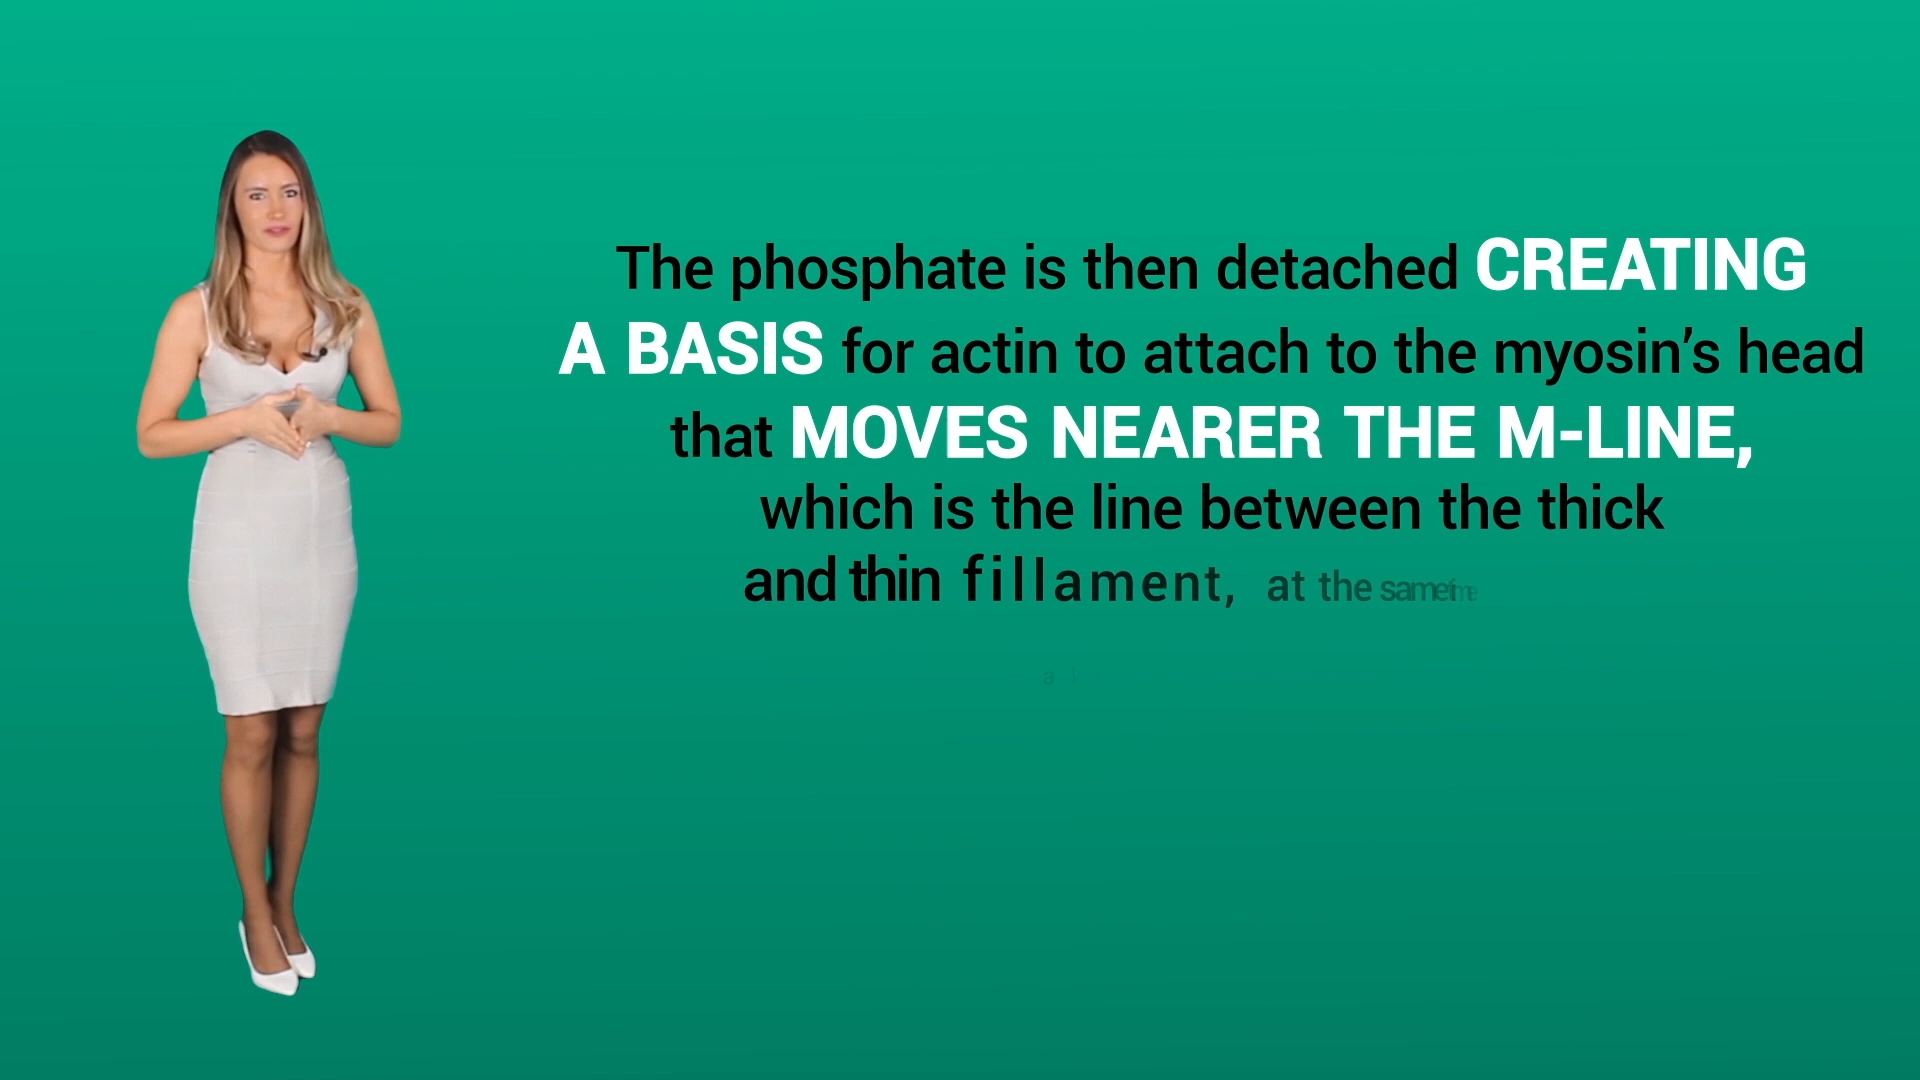 The phosphate is then detached CREATING
A BASIS for actin to attach to the myosin’s head
that MOVES NEARER THE M-LINE,
which is the line between the thick
and thin fillament, at the same